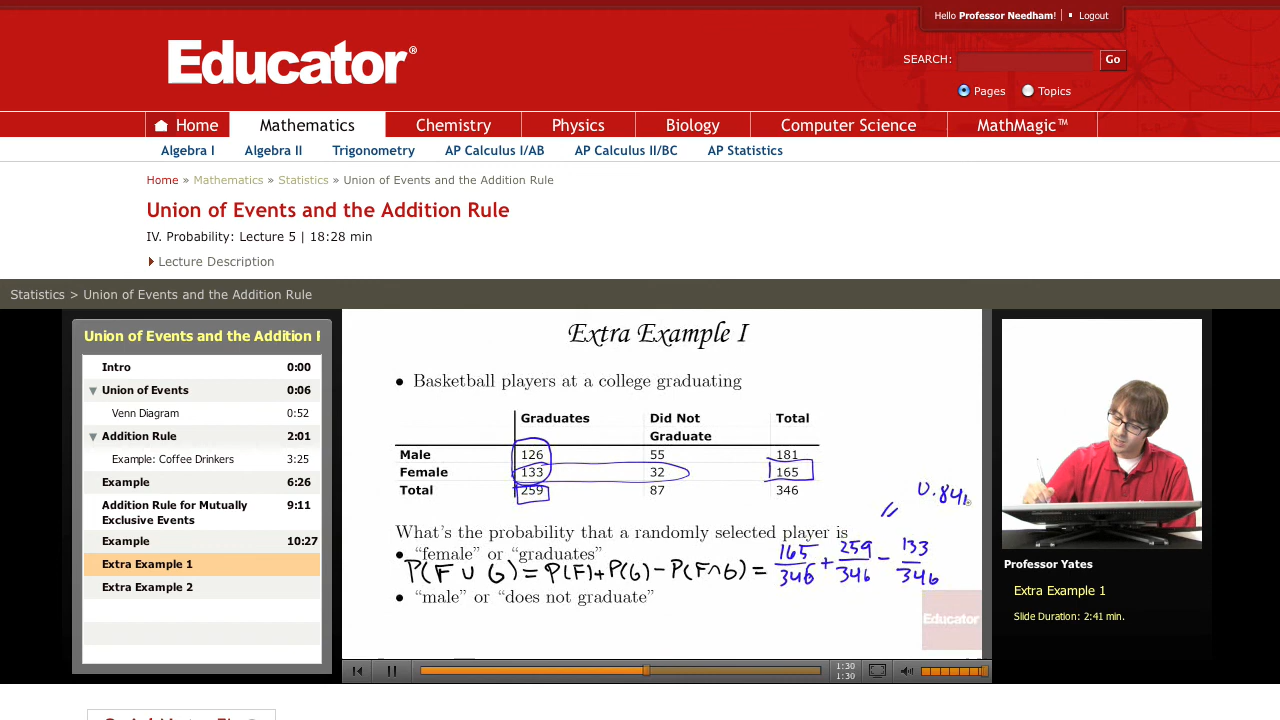 Hello Professor Needham! | Logout
Educator®
SEARCH: Go
Pages Topics
Home Mathematics Chemistry Physics Biology Computer Science MathMagic™
Algebra I Algebra II Trigonometry AP Calculus I/AB AP Calculus II/BC AP Statistics
Home » Mathematics » Statistics » Union of Events and the Addition Rule
Union of Events and the Addition Rule
IV. Probability: Lecture 5 | 18:28 min
Lecture Description
Statistics > Union of Events and the Addition Rule
Union of Events and the Addition
Intro 0:00
Union of Events 0:06
Venn Diagram 0:52
Addition Rule 2:01
Example: Coffee Drinkers 3:25
Example 6:26
Addition Rule for Mutually 9:11
Exclusive Events
Example 10:27
Extra Example 1
Extra Example 2
Extra Example I
• Basketball players at a college graduating
Graduates Did Not Total
Graduate
Male 126 55 181
Female 133 32 165
Total 259 87 346
0.841
What's the probability that a randomly selected player is
• "female" or "graduates"
P(F ∪ G) = P(F) + P(G) - P(F ∩ G) = 165/346 + 259/346 - 133/346
• "male" or "does not graduate"
Educator
1:30
1:30
Professor Yates
Extra Example 1
Slide Duration: 2:41 min.